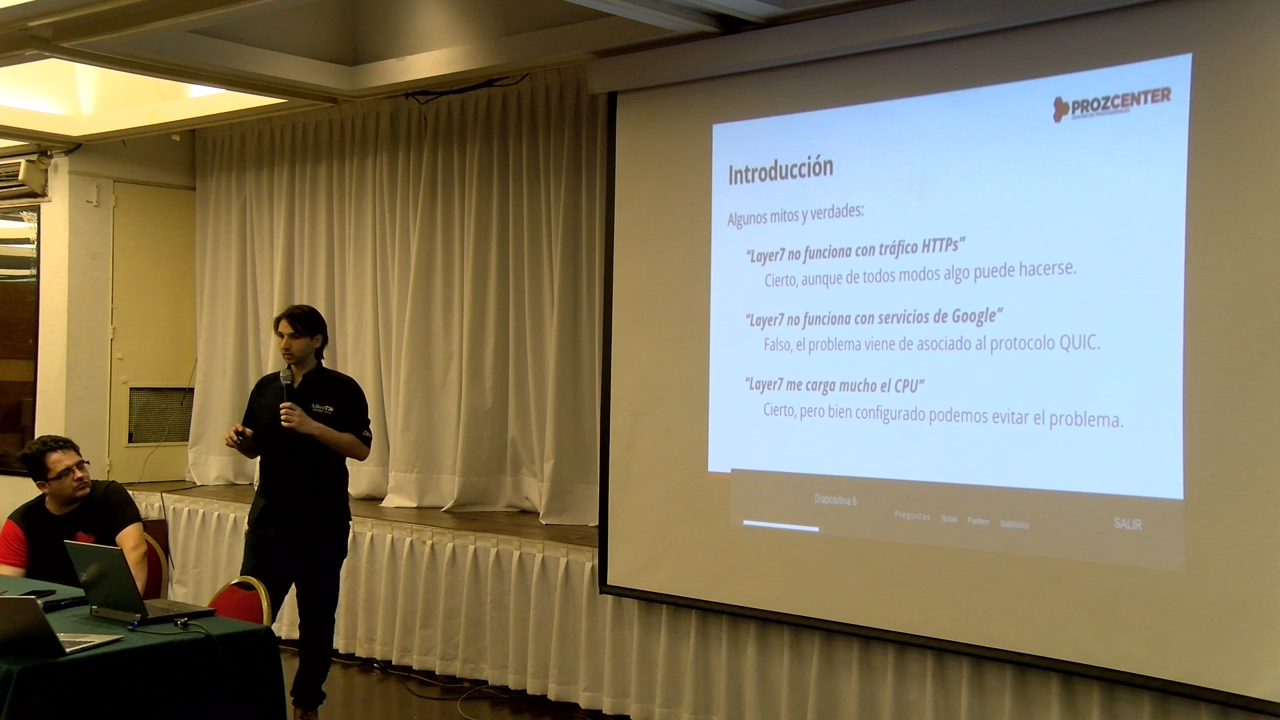 PROZCENTER
Introducción
Algunos mitos y verdades:
"Layer7 no funciona con tráfico HTTPs"
Cierto, aunque de todos modos algo puede hacerse.
"Layer7 no funciona con servicios de Google"
Falso, el problema viene de asociado al protocolo QUIC.
"Layer7 me carga mucho el CPU"
Cierto, pero bien configurado podemos evitar el problema.
Diapositiva 6
Preguntas Notas Puntero Subtítulos
SALIR